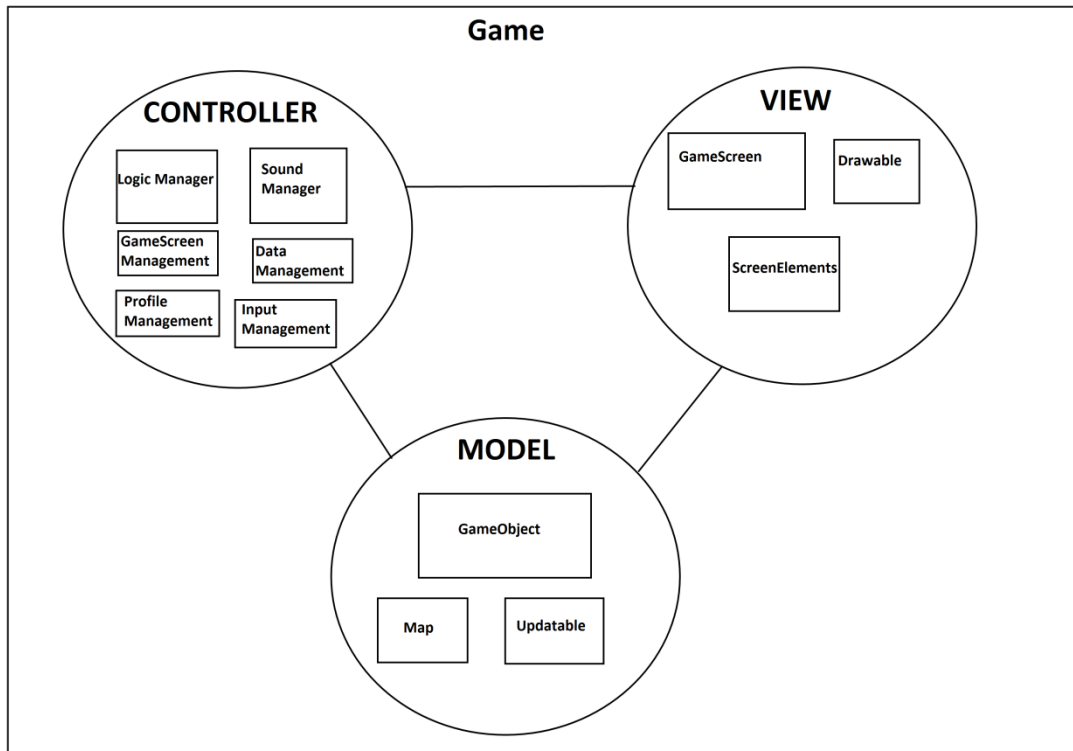 Game
CONTROLLER
Logic Manager
Sound
Manager
GameScreen
Management
Data
Management
Profile
Management
Input
Management
VIEW
GameScreen
Drawable
ScreenElements
MODEL
GameObject
Map
Updatable